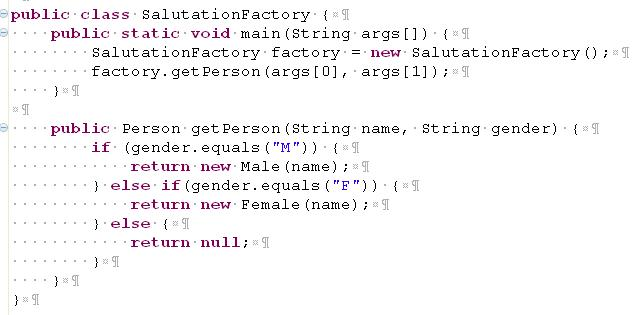 public class SalutationFactory {
    public static void main(String args[]) {
        SalutationFactory factory = new SalutationFactory();
        factory.getPerson(args[0], args[1]);
    }

    public Person getPerson(String name, String gender) {
        if (gender.equals("M")) {
            return new Male(name);
        } else if(gender.equals("F")) {
            return new Female(name);
        } else {
            return null;
        }
    }
}